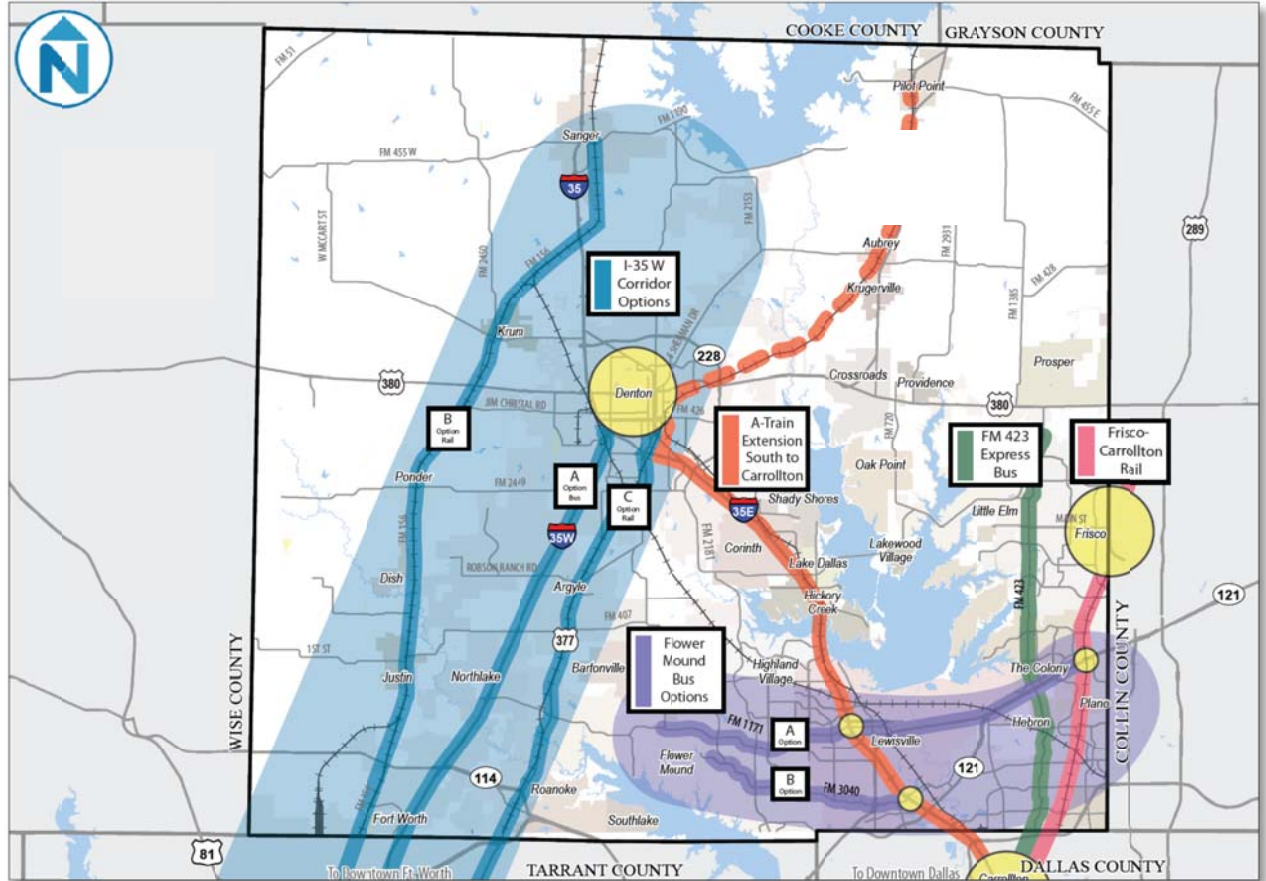 N
COOKE COUNTY
GRAYSON COUNTY
FM 51
Pilot Point
FM 455 E
Sanger
FM 455 W
35
FM 2153
289
W MCCART ST
FM 2450
FM 156
Aubrey
FM 2931
I-35 W
Corridor
Options
Krugerville
FM 428
FM 1385
Krum
228
Prosper
380
Denton
Crossroads
Providence
380
JIM CHRISTAL RD
FM 426
FM 720
B
Option
Rail
A-Train
Extension
South to
Carrollton
FM 423
Express
Bus
Frisco-
Carrollton
Rail
Oak Point
Ponder
FM 2449
A
Option
Bus
C
Option
Rail
35E
Shady Shores
Little Elm
MAIN ST
Frisco
35W
FM 156
FM 2181
Corinth
Lakewood
Village
ROBSON RANCH RD
Lake Dallas
Dish
Argyle
Hickory
Creek
FM 423
121
FM 407
377
1ST ST
Flower
Mound
Bus
Options
Bartonville
Highland
Village
The Colony
WISE COUNTY
COLLIN COUNTY
Justin
Northlake
Plano
FM 1171
A
Option
Hebron
Lewisville
Flower
Mound
121
B
Option
FM 3040
114
Roanoke
Fort Worth
Southlake
81
To Downtown Ft. Worth
TARRANT COUNTY
To Downtown Dallas
Carrollton
DALLAS COUNTY